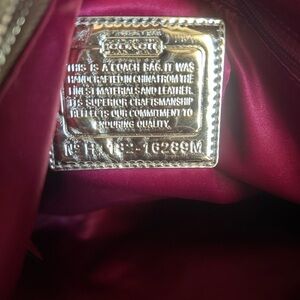 COACH
THIS IS A COACH BAG. IT WAS
HANDCRAFTED IN CHINA FROM THE
FINEST MATERIALS AND LEATHER.
ITS SUPERIOR CRAFTSMANSHIP
REFLECTS OUR COMMITMENT TO
ENDURING QUALITY.
-16289M